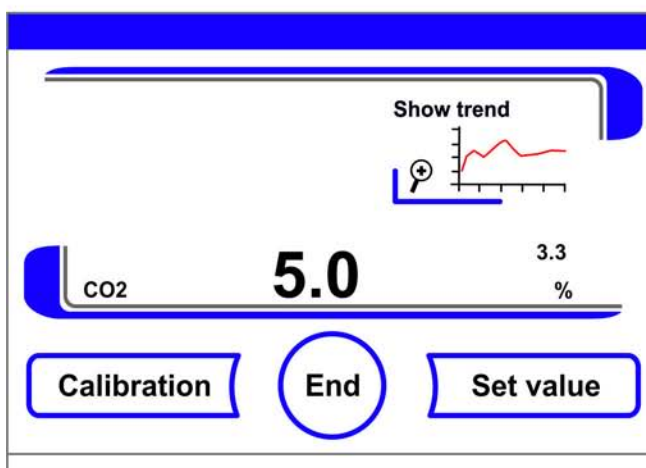 Show trend
3.3
CO2 5.0 %
Calibration End Set value